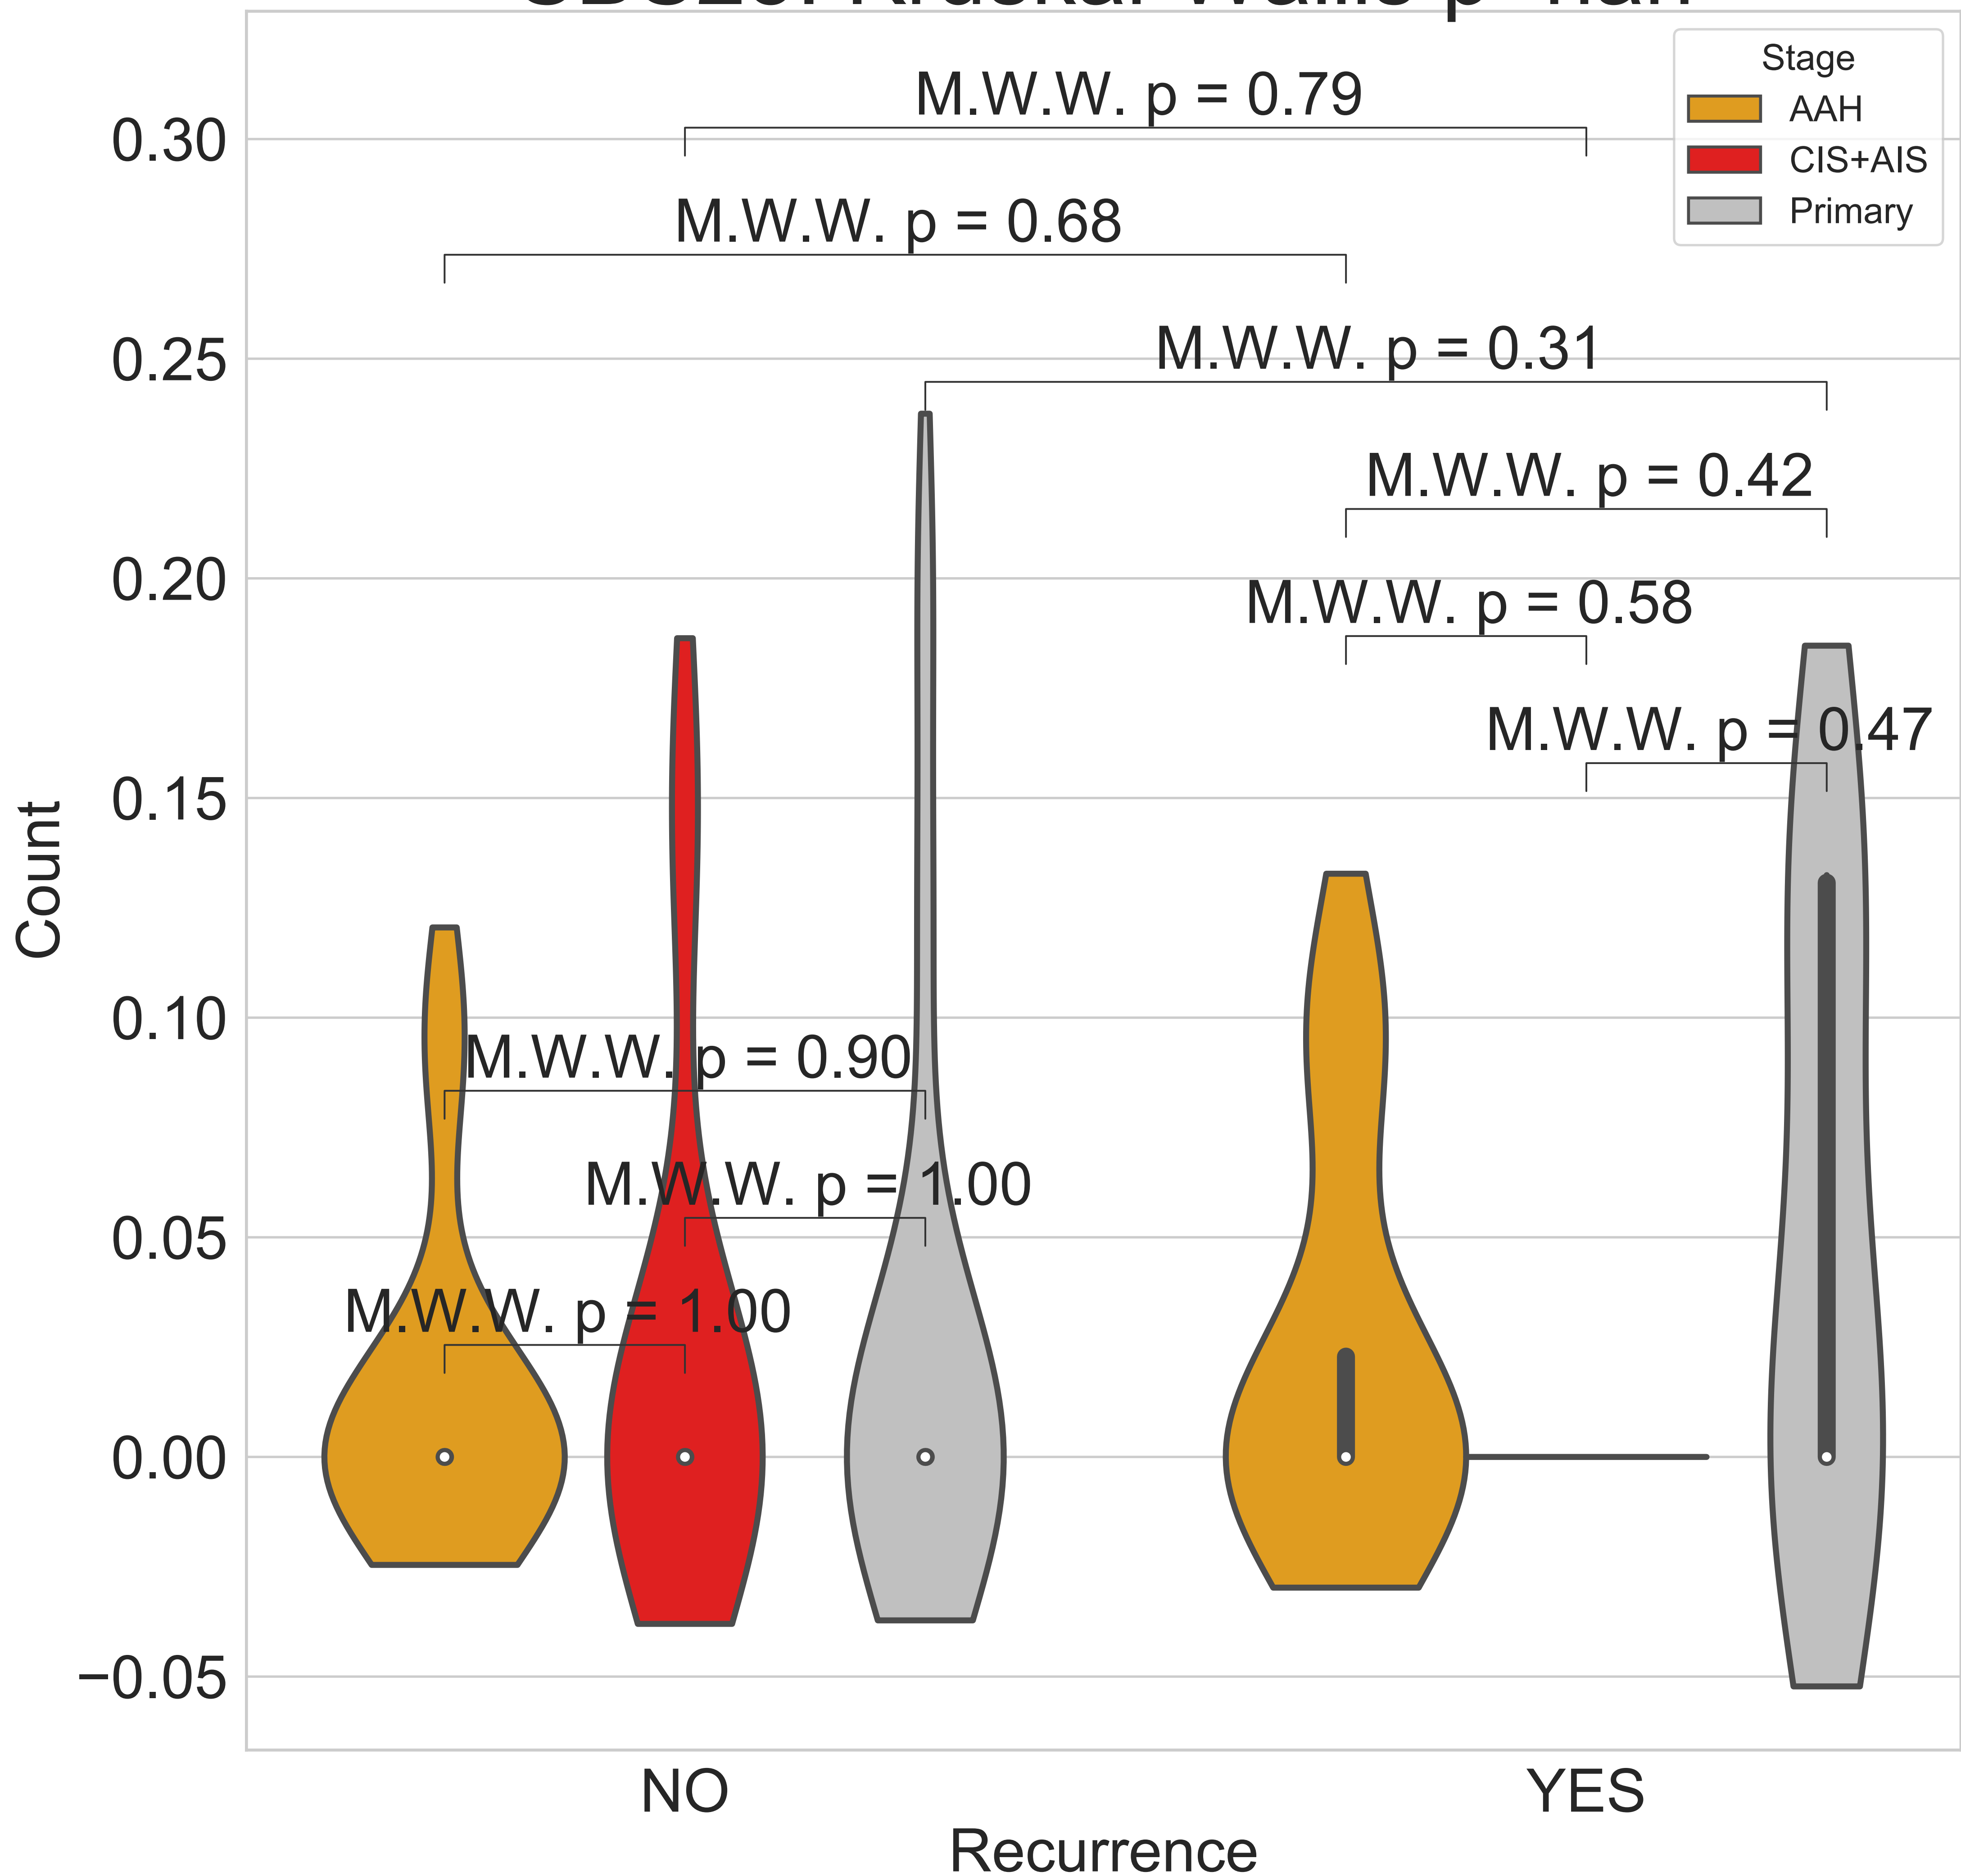 Stage
AAH
CIS+AIS
Primary
M.W.W. p = 0.79
M.W.W. p = 0.68
M.W.W. p = 0.31
M.W.W. p = 0.42
M.W.W. p = 0.58
M.W.W. p = 0.47
M.W.W. p = 0.90
M.W.W. p = 1.00
M.W.W. p = 1.00
0.30
0.25
0.20
0.15
0.10
0.05
0.00
−0.05
Count
NO
YES
Recurrence